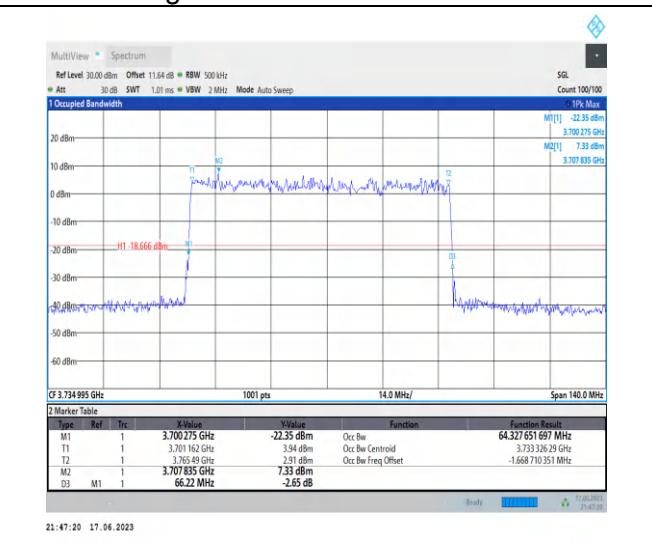 MultiView Spectrum
Ref Level 30.00 dBm Offset 11.64 dB RBW 500 kHz SGL
Att 30 dB SWT 1.01 ms VBW 2 MHz Mode Auto Sweep Count 100/100
1 Occupied Bandwidth 1Pk Max
M1[1] -22.35 dBm
3.700 275 GHz
20 dBm
M2[1] 7.33 dBm
3.707 835 GHz
M2
T1
T2
10 dBm
0 dBm
-10 dBm
H1 -18.666 dBm
M1
-20 dBm
D3
-30 dBm
-40 dBm
-50 dBm
-60 dBm
CF 3.734 995 GHz 1001 pts 14.0 MHz/ Span 140.0 MHz
2 Marker Table
Type Ref Trc X-Value Y-Value Function Function Result
M1 1 3.700 275 GHz -22.35 dBm Occ Bw 64.327 651 697 MHz
T1 1 3.701 162 GHz 3.94 dBm Occ Bw Centroid 3.733 326 29 GHz
T2 1 3.765 49 GHz 2.91 dBm Occ Bw Freq Offset -1.668 710 351 MHz
M2 1 3.707 835 GHz 7.33 dBm
D3 M1 1 66.22 MHz -2.65 dB
Ready
21:47:20 17.06.2023